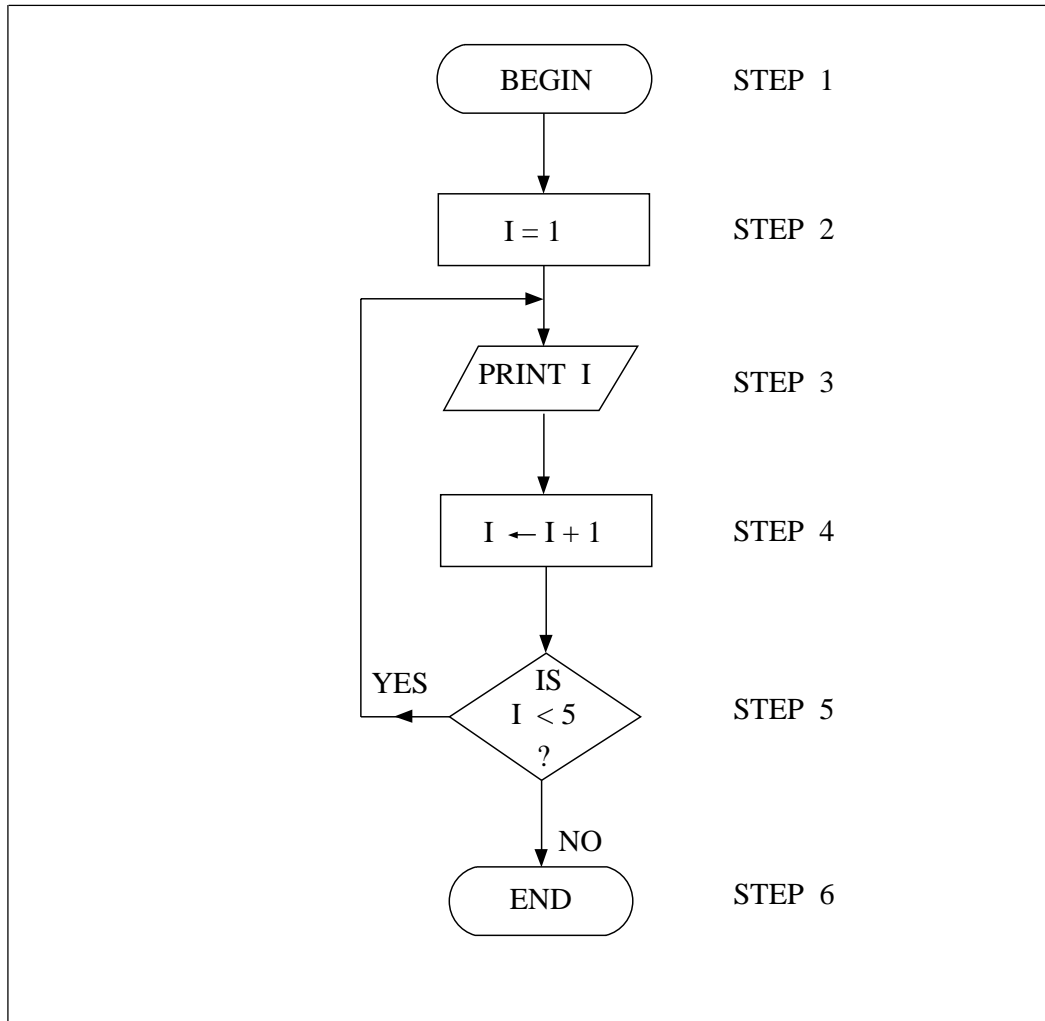 BEGIN STEP 1
I = 1 STEP 2
PRINT I STEP 3
I ← I + 1 STEP 4
YES
IS
I < 5 STEP 5
?
NO
END STEP 6